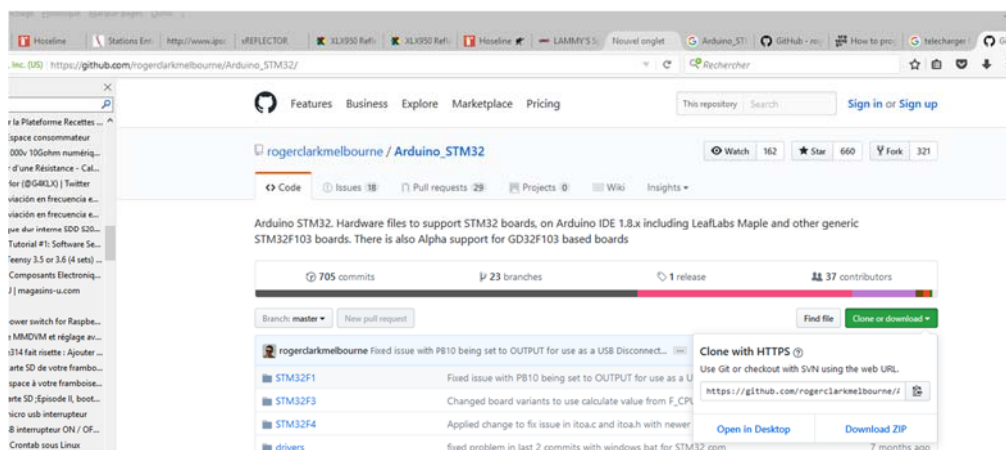 Hoseline
Stations Enr
http://www.ipsc
xREFLECTOR
XLX950 Refl
XLX950 Refl
Hoseline
LAMMY'S S
Nouvel onglet
Arduino_ST
GitHub - ro
How to pro
telecharger
Inc. (US) https://github.com/rogerclarkmelbourne/Arduino_STM32/
Rechercher
r la Plateforme Recettes ...
space consommateur
000v 10Gohm numériq...
r d'une Résistance - Cal...
lor (@G4KLX) | Twitter
viación en frecuencia e...
viación en frecuencia e...
que dur interne SDD S20...
Tutorial #1: Software Se...
Teensy 3.5 or 3.6 (4 sets) ...
Composants Electroniq...
J | magasins-u.com
ower switch for Raspbe...
e MMDVM et réglage av...
e314 fait risette : Ajouter ...
arte SD de votre frambo...
space à votre framboise...
rte SD ;Episode II, boot...
nicro usb interrupteur
B interrupteur ON / OF...
Crontab sous Linux
Features Business Explore Marketplace Pricing
This repository Search
Sign in or Sign up
rogerclarkmelbourne / Arduino_STM32
Watch 162 Star 660 Fork 321
Code Issues 18 Pull requests 29 Projects 0 Wiki Insights
Arduino STM32. Hardware files to support STM32 boards, on Arduino IDE 1.8.x including LeafLabs Maple and other generic
STM32F103 boards. There is also Alpha support for GD32F103 based boards
705 commits 23 branches 1 release 37 contributors
Branch: master New pull request Find file Clone or download
rogerclarkmelbourne Fixed issue with PB10 being set to OUTPUT for use as a USB Disconnect... ...
STM32F1 Fixed issue with PB10 being set to OUTPUT for use as a U
STM32F3 Changed board variants to use calculate value from F_CPU
STM32F4 Applied change to fix issue in itoa.c and itoa.h with newer
drivers fixed problem in last 2 commits with windows bat for STM32 com 7 months ago
Clone with HTTPS
Use Git or checkout with SVN using the web URL.
https://github.com/rogerclarkmelbourne/A
Open in Desktop Download ZIP